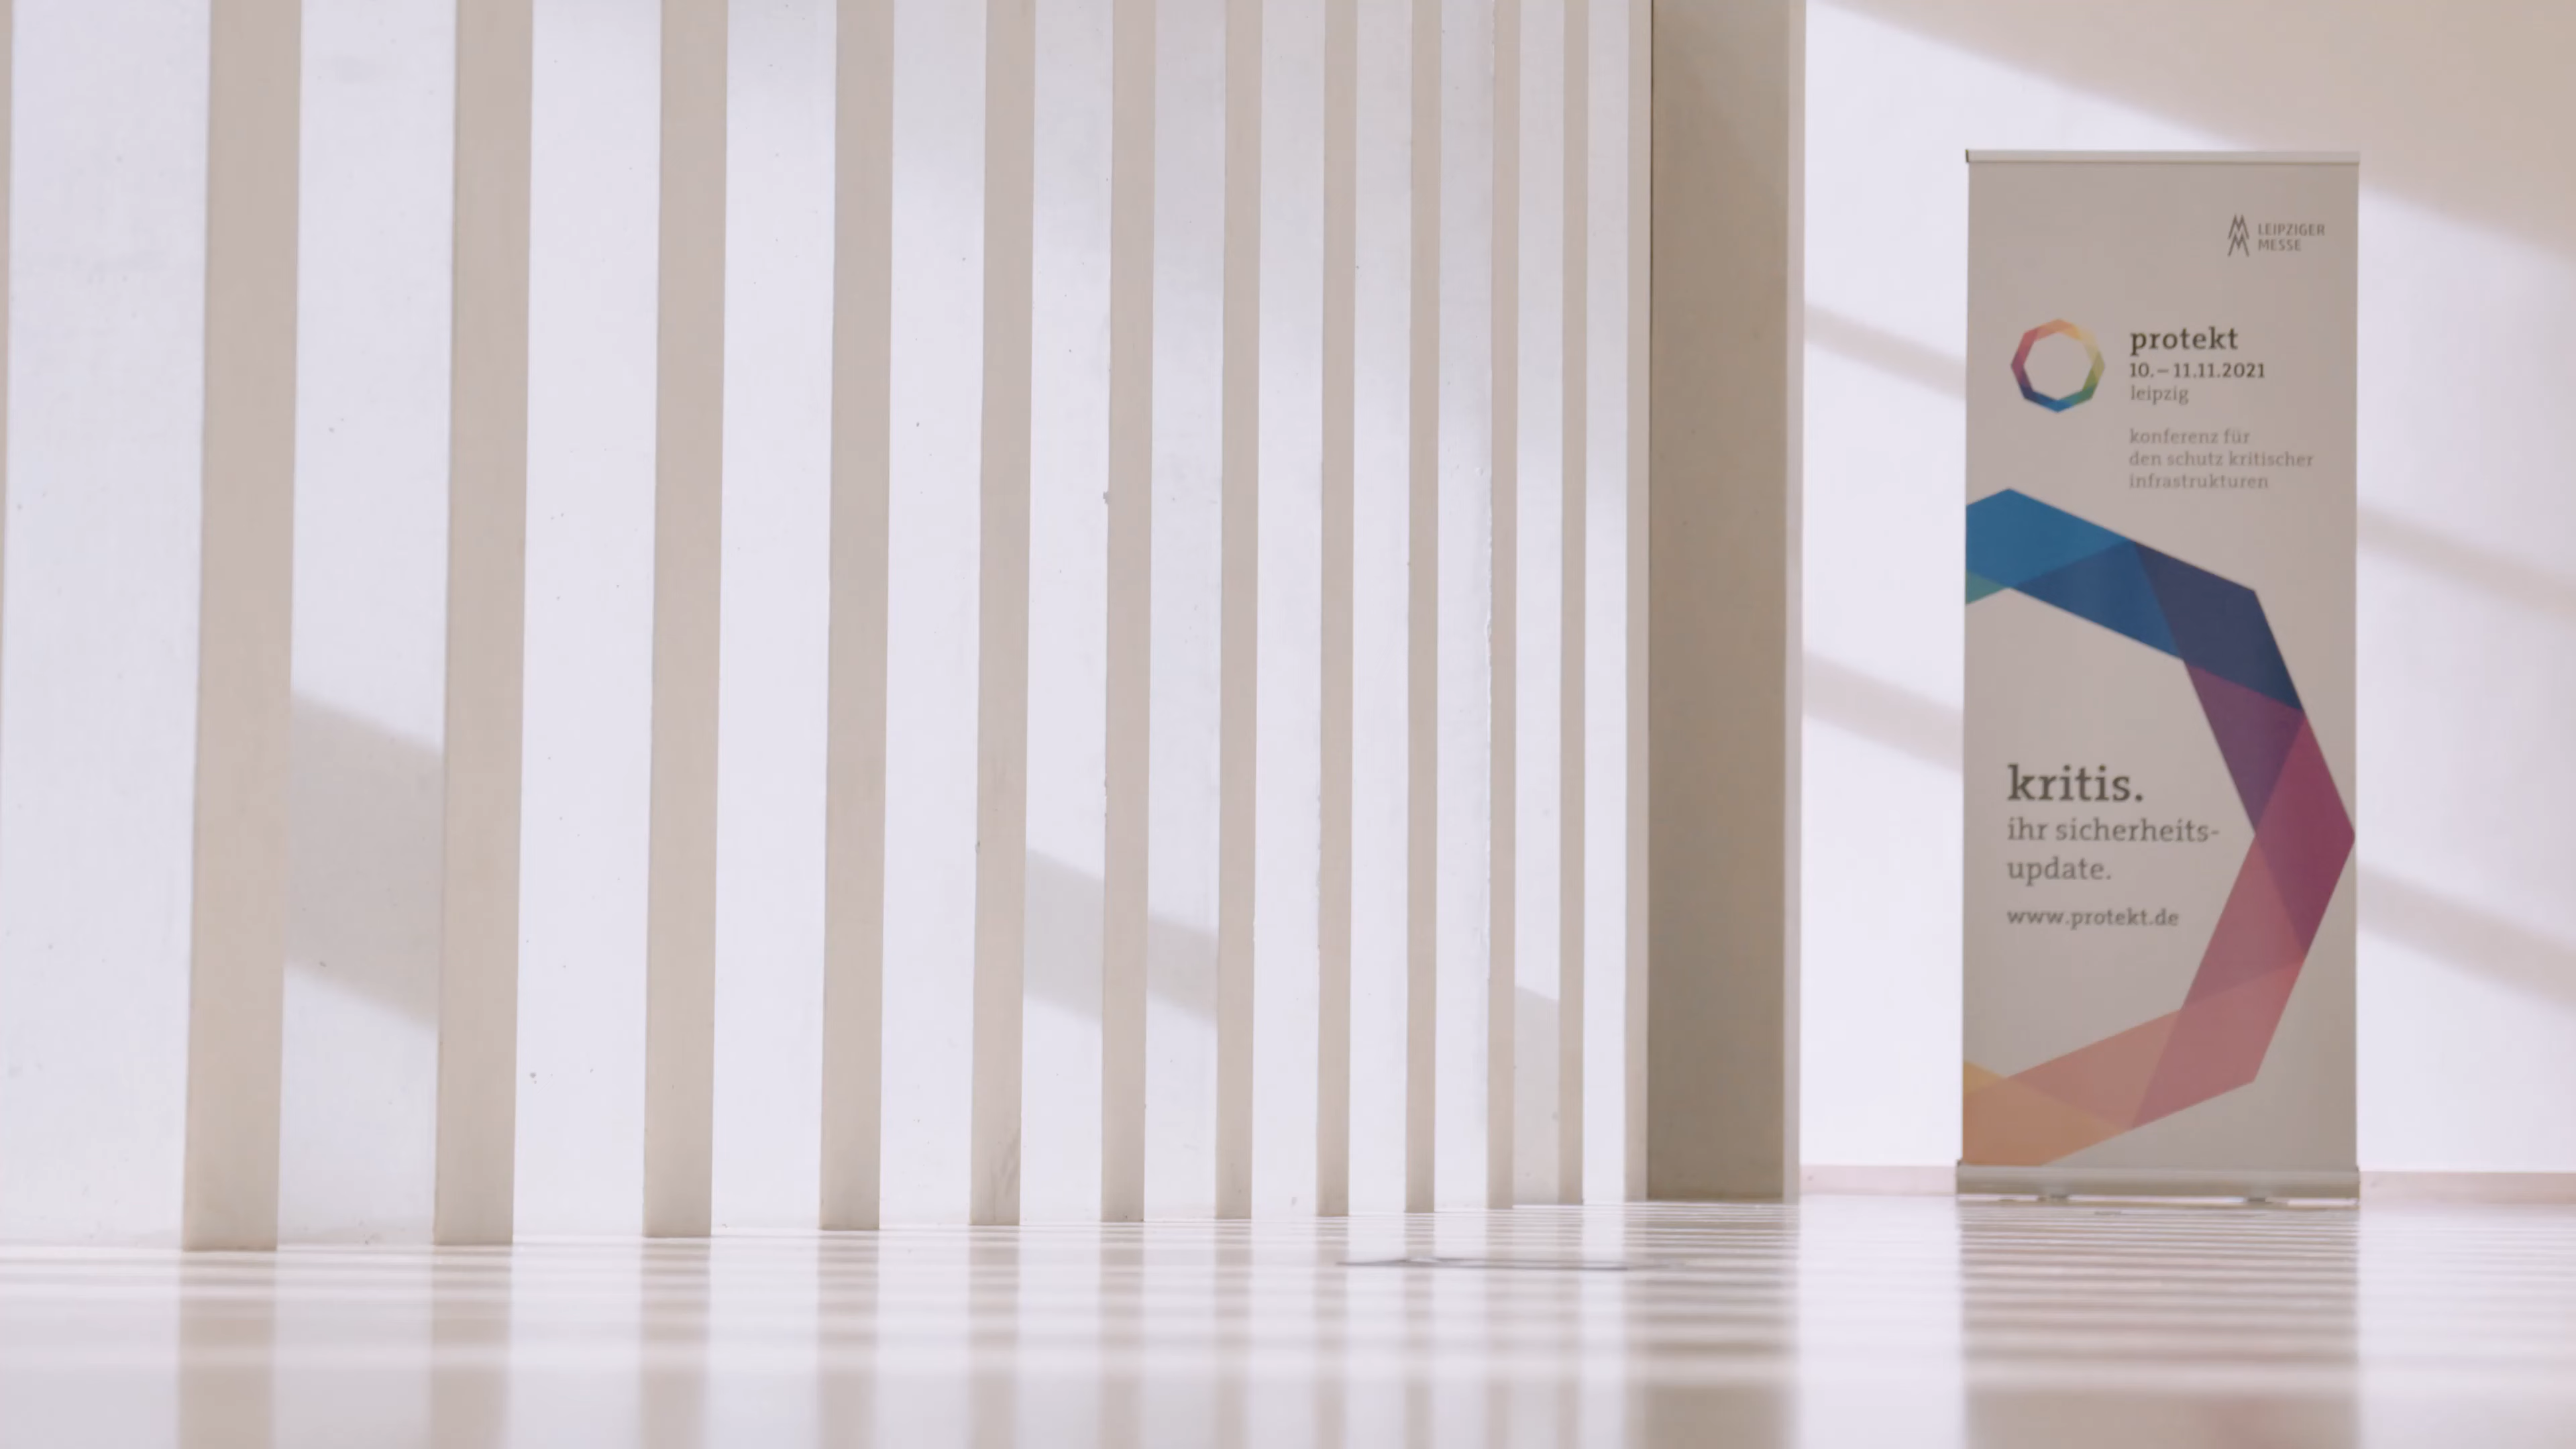 LEIPZIGER
MESSE
protekt
10.–11.11.2021
leipzig
konferenz für
den schutz kritischer
infrastrukturen
kritis.
ihr sicherheits-
update.
www.protekt.de